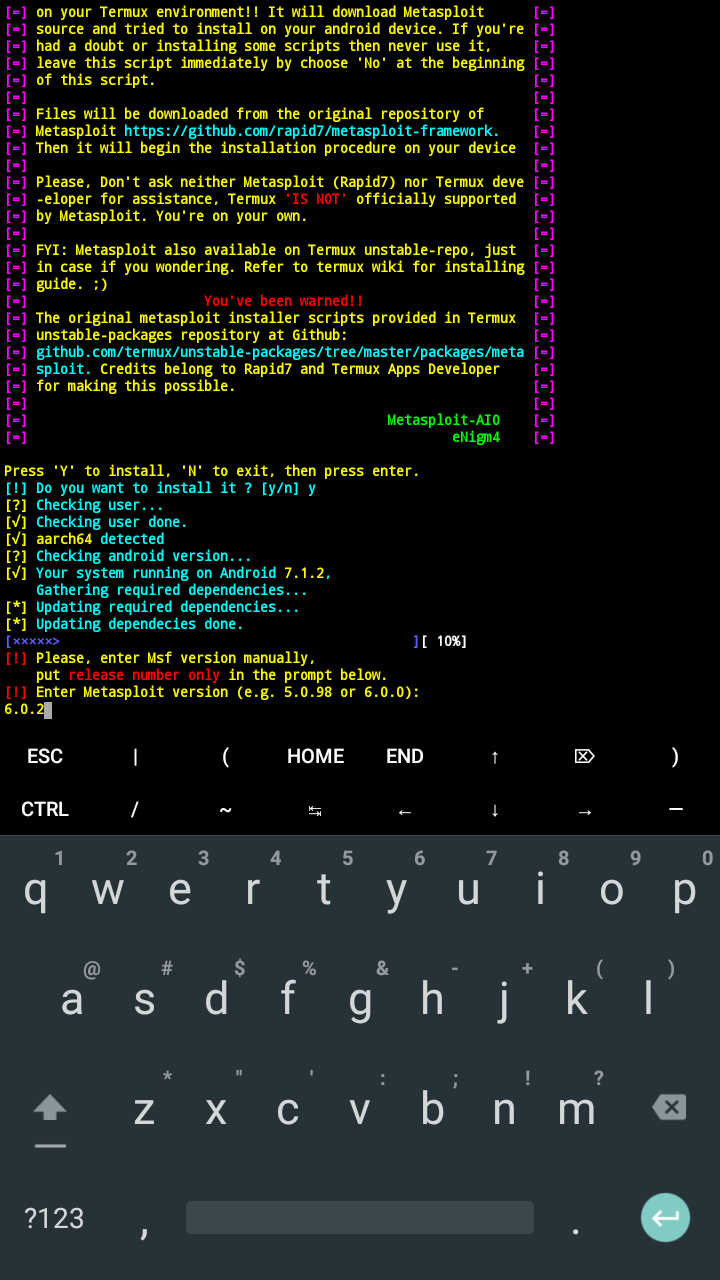 [=] on your Termux environment!! It will download Metasploit [=]
[=] source and tried to install on your android device. If you're [=]
[=] had a doubt or installing some scripts then never use it, [=]
[=] leave this script immediately by choose 'No' at the beginning [=]
[=] of this script. [=]
[=] [=]
[=] Files will be downloaded from the original repository of [=]
[=] Metasploit https://github.com/rapid7/metasploit-framework. [=]
[=] Then it will begin the installation procedure on your device [=]
[=] [=]
[=] Please, Don't ask neither Metasploit (Rapid7) nor Termux deve [=]
[=] -eloper for assistance, Termux 'IS NOT' officially supported [=]
[=] by Metasploit. You're on your own. [=]
[=] [=]
[=] FYI: Metasploit also available on Termux unstable-repo, just [=]
[=] in case if you wondering. Refer to termux wiki for installing [=]
[=] guide. ;) [=]
[=] You've been warned!! [=]
[=] The original metasploit installer scripts provided in Termux [=]
[=] unstable-packages repository at Github: [=]
[=] github.com/termux/unstable-packages/tree/master/packages/meta [=]
[=] sploit. Credits belong to Rapid7 and Termux Apps Developer [=]
[=] for making this possible. [=]
[=] [=]
[=] Metasploit-AIO [=]
[=] eNigm4 [=]
Press 'Y' to install, 'N' to exit, then press enter.
[!] Do you want to install it ? [y/n] y
[?] Checking user...
[√] Checking user done.
[√] aarch64 detected
[?] Checking android version...
[√] Your system running on Android 7.1.2,
Gathering required dependencies...
[*] Updating required dependencies...
[*] Updating dependecies done.
[×××××> ][ 10%]
[!] Please, enter Msf version manually,
put release number only in the prompt below.
[!] Enter Metasploit version (e.g. 5.0.98 or 6.0.0):
6.0.2
ESC | ( HOME END ↑ ⌦ )
CTRL / ~ ↹ ← ↓ → —
1 2 3 4 5 6 7 8 9 0
q w e r t y u i o p
@ # $ % & - + ( )
a s d f g h j k l
* " ' : ; ! ?
z x c v b n m
?123 , .